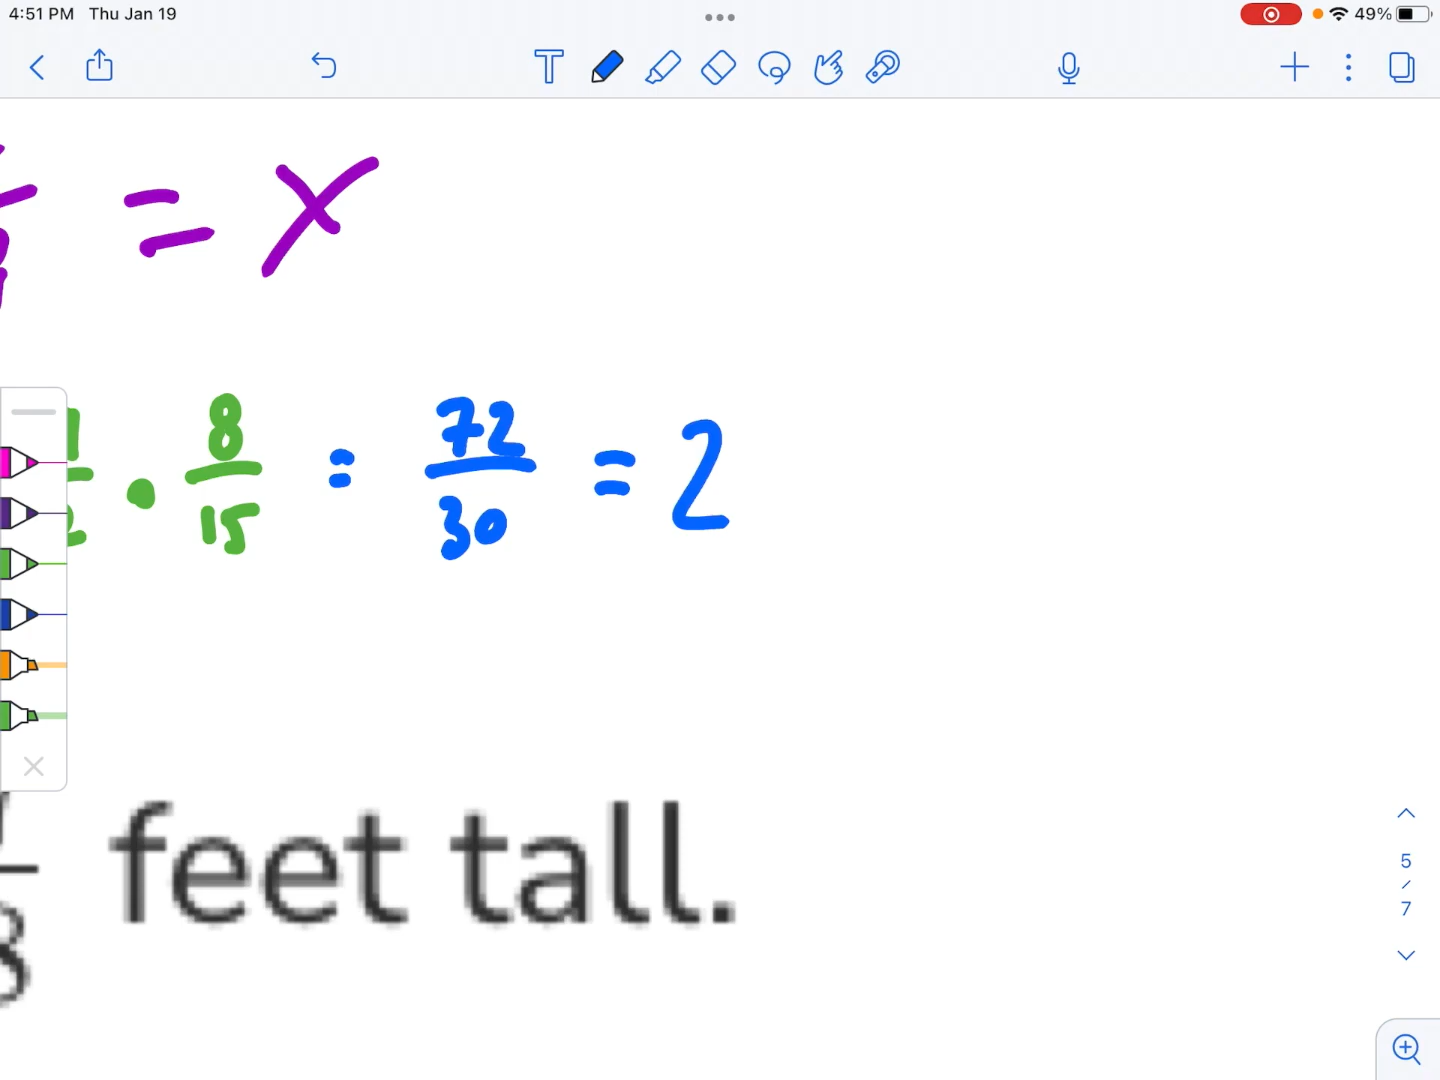 4:51 PM Thu Jan 19
49%
T
= X
· 8/15 = 72/30 = 2
feet tall.
5
/
7